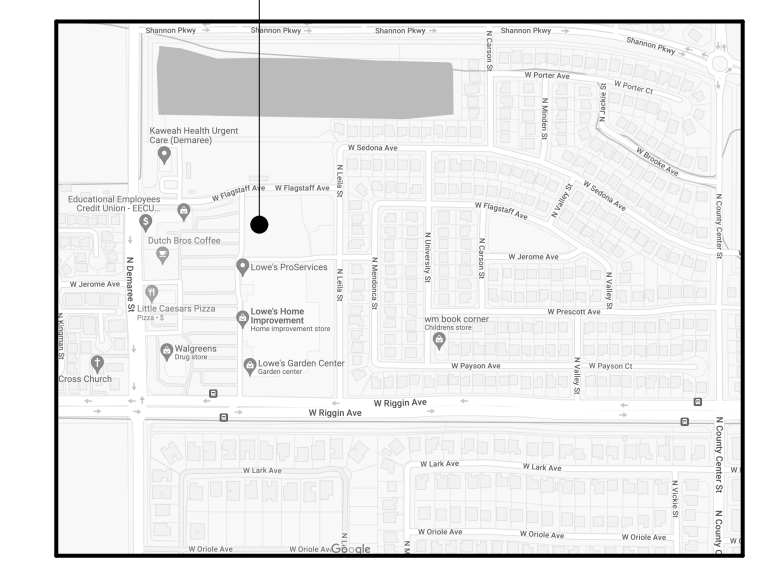 Shannon Pkwy
Shannon Pkwy
Shannon Pkwy
Shannon Pkwy
Shannon Pkwy
N Carson St
W Porter Ave
W Porter Ct
N Jackie St
N Minden St
Kaweah Health Urgent
Care (Demaree)
W Sedona Ave
W Brooke Ave
N Leila St
W Flagstaff Ave
W Flagstaff Ave
N Valley St
W Sedona Ave
N County Center St
Educational Employees
Credit Union - EECU...
W Flagstaff Ave
Dutch Bros Coffee
N University St
N Carson St
W Jerome Ave
N Demaree St
Lowe's ProServices
N Leila St
N Mendonca St
N Valley St
W Jerome Ave
Little Caesars Pizza
Pizza • $
Lowe's Home
Improvement
Home improvement store
W Prescott Ave
N Kingman St
wm book corner
Childrens store
Walgreens
Drug store
Lowe's Garden Center
Garden center
W Payson Ave
W Payson Ct
N Valley St
Cross Church
W Riggin Ave
W Riggin Ave
N County Center St
W Lark Ave
W Lark Ave
W Lark Ave
N Vickie St
N County C
W Oriole Ave
W Oriole Av
Google
W Oriole Ave
W Oriole Ave
W Oriole Ave